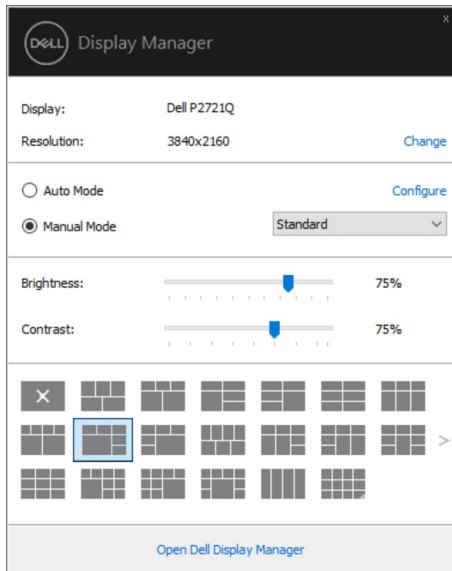 x
DELL Display Manager
Display: Dell P2721Q
Resolution: 3840x2160 Change
Auto Mode Configure
Manual Mode Standard
Brightness: 75%
Contrast: 75%
Open Dell Display Manager